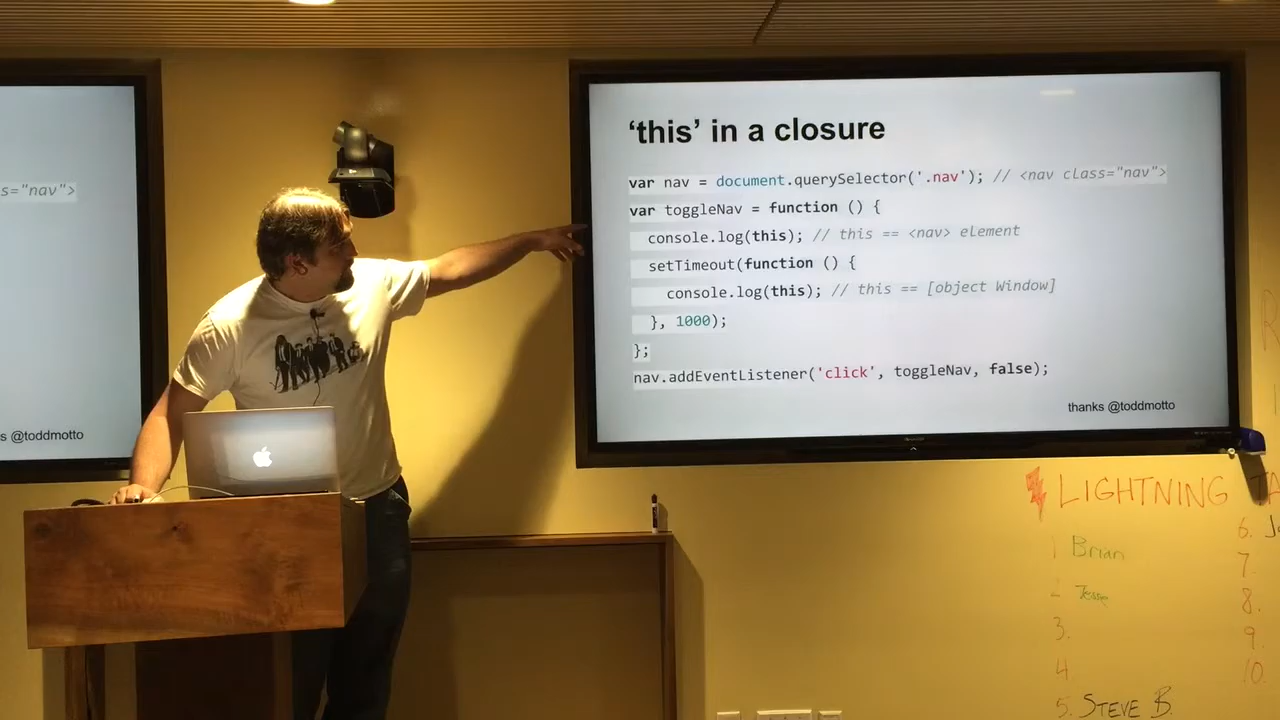 s="nav">
s @toddmotto
‘this’ in a closure
var nav = document.querySelector('.nav'); // <nav class="nav">
var toggleNav = function () {
console.log(this); // this == <nav> element
setTimeout(function () {
console.log(this); // this == [object Window]
}, 1000);
};
nav.addEventListener('click', toggleNav, false);
thanks @toddmotto
LIGHTNING TA
1 Brian
2
3.
4
5. STEVE B.
6. Jo
7.
8.
9.
10.